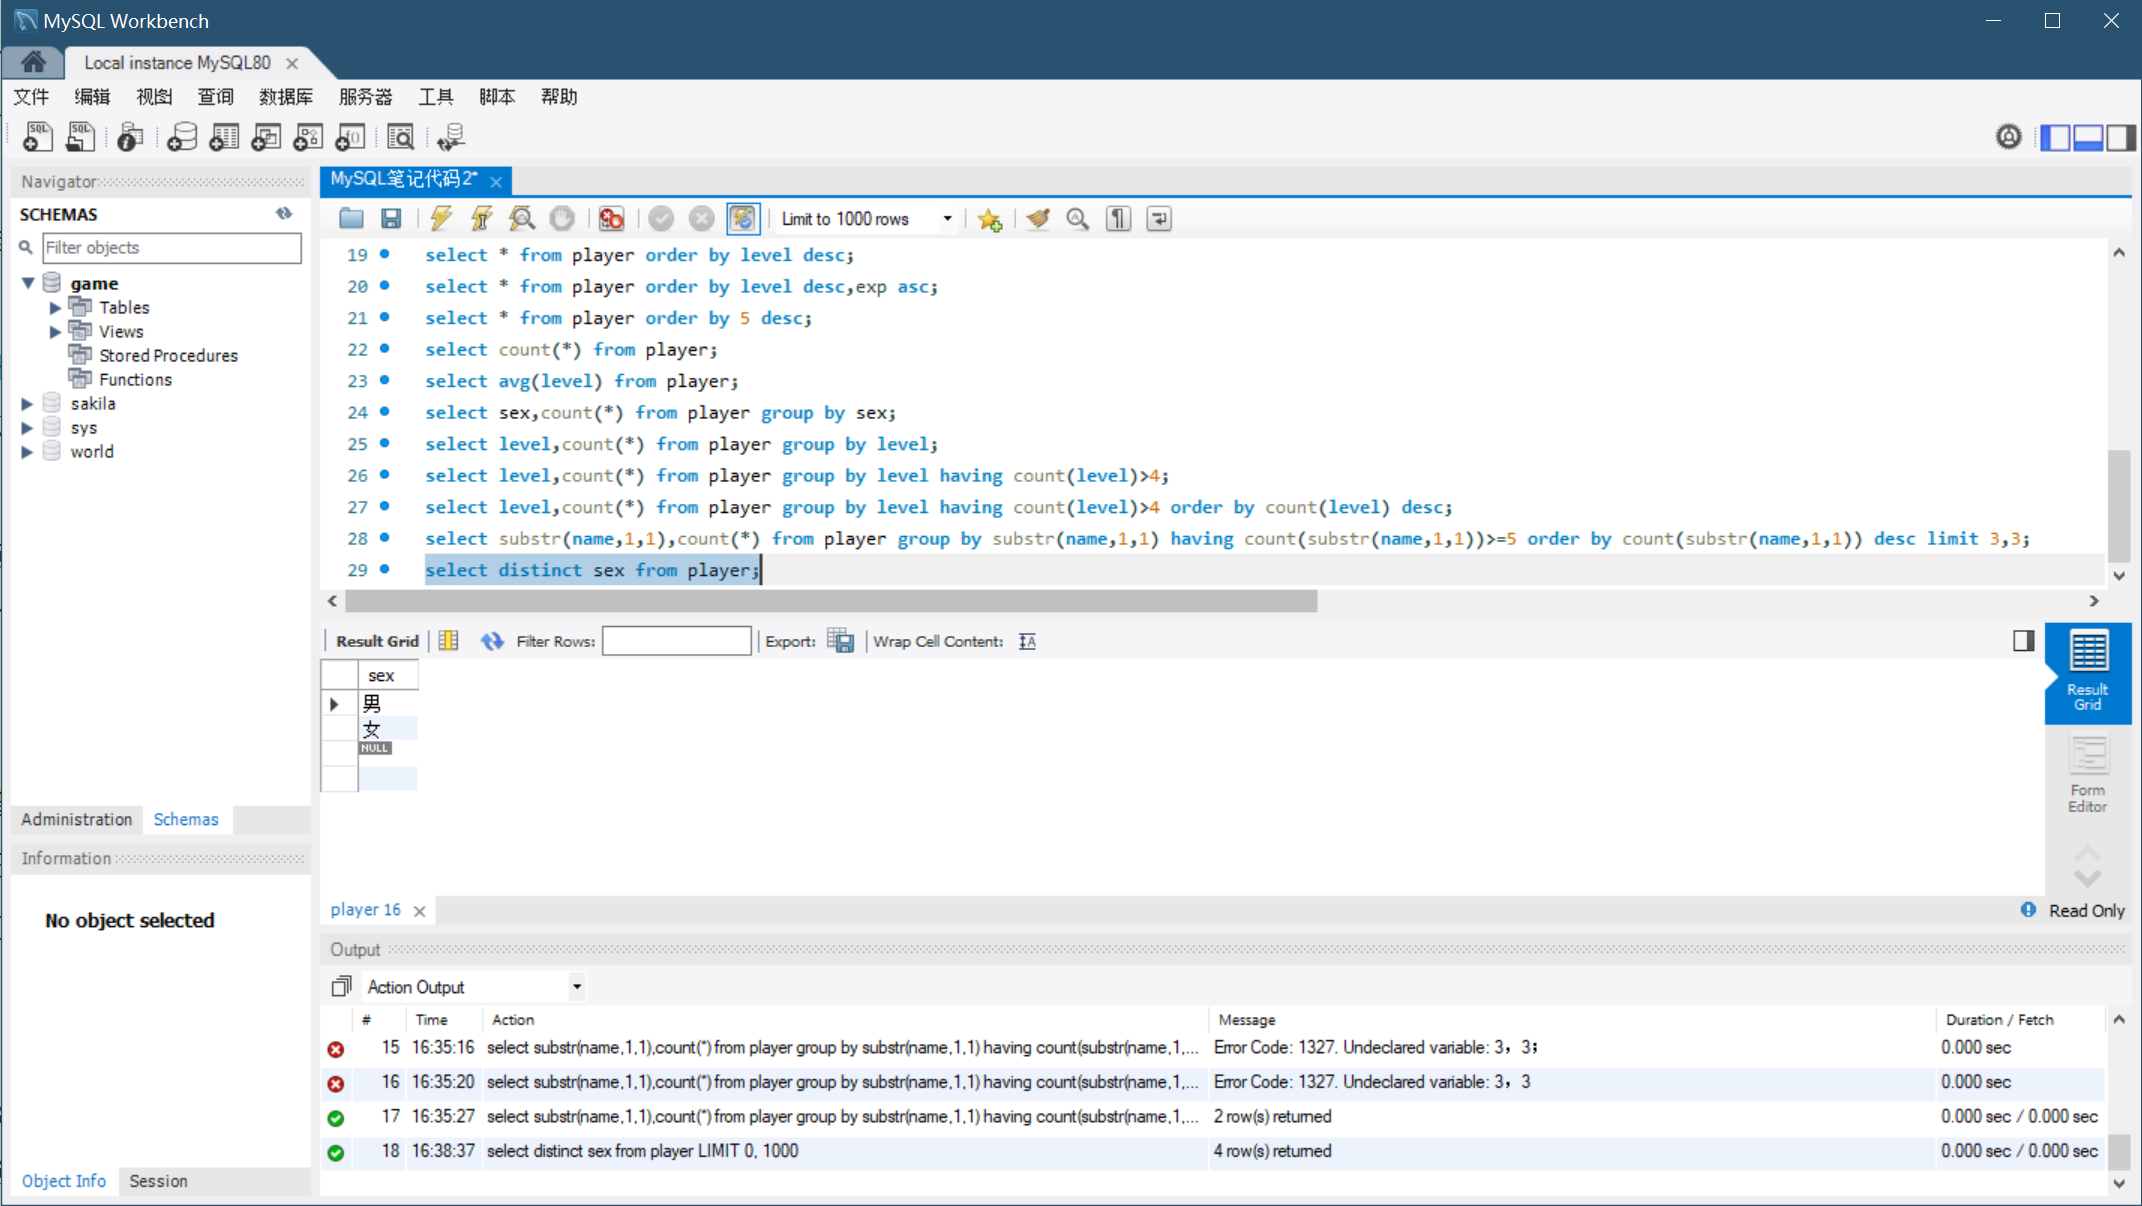 MySQL Workbench
Local instance MySQL80
文件 编辑 视图 查询 数据库 服务器 工具 脚本 帮助
Navigator
SCHEMAS
Filter objects
game
Tables
Views
Stored Procedures
Functions
sakila
sys
world
Administration Schemas
Information
No object selected
Object Info Session
MySQL笔记代码2*
Limit to 1000 rows
19 select * from player order by level desc;
20 select * from player order by level desc,exp asc;
21 select * from player order by 5 desc;
22 select count(*) from player;
23 select avg(level) from player;
24 select sex,count(*) from player group by sex;
25 select level,count(*) from player group by level;
26 select level,count(*) from player group by level having count(level)>4;
27 select level,count(*) from player group by level having count(level)>4 order by count(level) desc;
28 select substr(name,1,1),count(*) from player group by substr(name,1,1) having count(substr(name,1,1))>=5 order by count(substr(name,1,1)) desc limit 3,3;
29 select distinct sex from player;
Result Grid Filter Rows: Export: Wrap Cell Content:
sex
男
女
NULL
Result Grid
Form Editor
player 16
Read Only
Output
Action Output
# Time Action Message Duration / Fetch
15 16:35:16 select substr(name,1,1),count(*) from player group by substr(name,1,1) having count(substr(name,1,... Error Code: 1327. Undeclared variable: 3，3； 0.000 sec
16 16:35:20 select substr(name,1,1),count(*) from player group by substr(name,1,1) having count(substr(name,1,... Error Code: 1327. Undeclared variable: 3，3 0.000 sec
17 16:35:27 select substr(name,1,1),count(*) from player group by substr(name,1,1) having count(substr(name,1,... 2 row(s) returned 0.000 sec / 0.000 sec
18 16:38:37 select distinct sex from player LIMIT 0, 1000 4 row(s) returned 0.000 sec / 0.000 sec